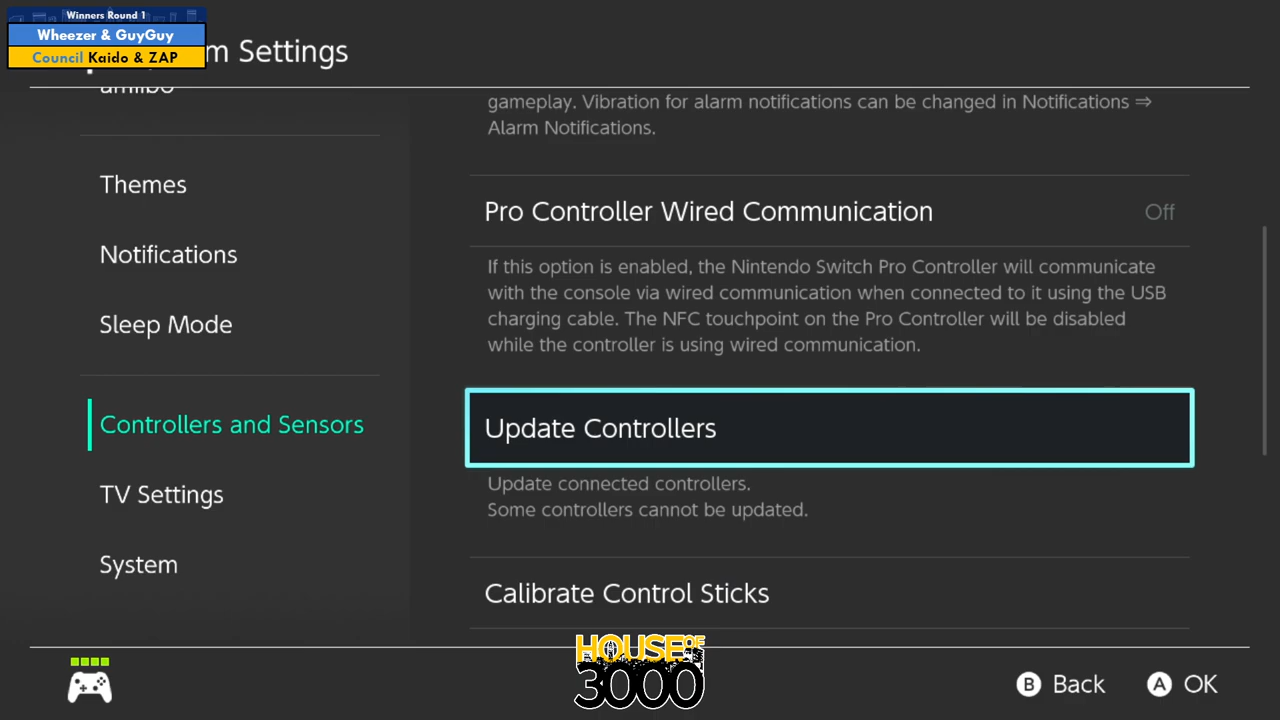 Winners Round 1
Wheezer & GuyGuy
Council Kaido & ZAP
m Settings
amiibo
Themes
Notifications
Sleep Mode
Controllers and Sensors
TV Settings
System
gameplay. Vibration for alarm notifications can be changed in Notifications ⇒
Alarm Notifications.
Pro Controller Wired Communication Off
If this option is enabled, the Nintendo Switch Pro Controller will communicate
with the console via wired communication when connected to it using the USB
charging cable. The NFC touchpoint on the Pro Controller will be disabled
while the controller is using wired communication.
Update Controllers
Update connected controllers.
Some controllers cannot be updated.
Calibrate Control Sticks
HOUSE OF
3000
B Back A OK